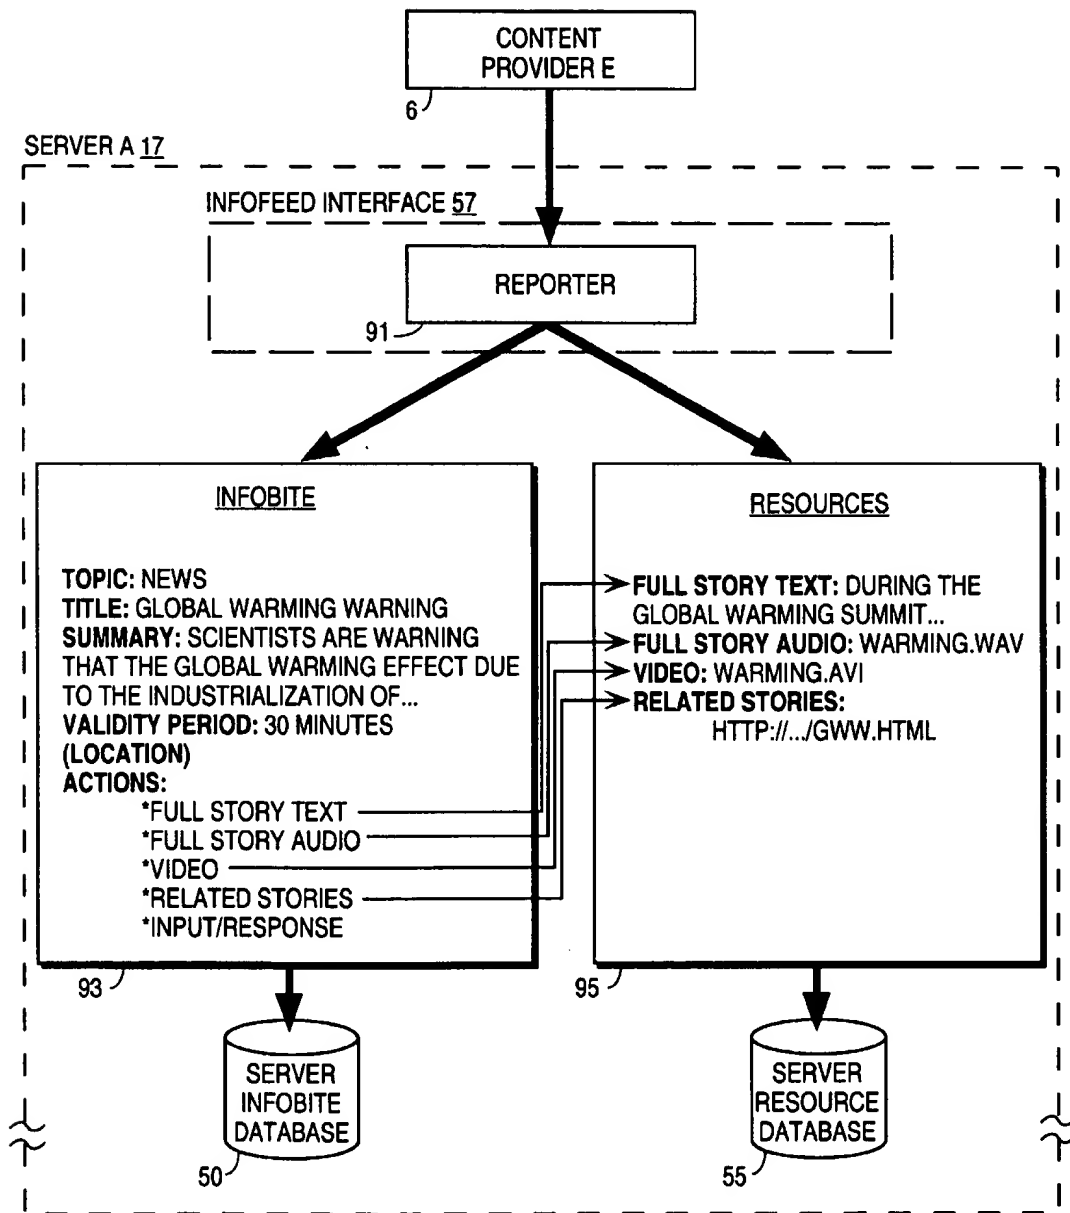 CONTENT
PROVIDER E
6
SERVER A 17
INFOFEED INTERFACE 57
REPORTER
91
INFOBITE
TOPIC: NEWS
TITLE: GLOBAL WARMING WARNING
SUMMARY: SCIENTISTS ARE WARNING
THAT THE GLOBAL WARMING EFFECT DUE
TO THE INDUSTRIALIZATION OF...
VALIDITY PERIOD: 30 MINUTES
(LOCATION)
ACTIONS:
*FULL STORY TEXT
*FULL STORY AUDIO
*VIDEO
*RELATED STORIES
*INPUT/RESPONSE
93
RESOURCES
FULL STORY TEXT: DURING THE
GLOBAL WARMING SUMMIT...
FULL STORY AUDIO: WARMING.WAV
VIDEO: WARMING.AVI
RELATED STORIES:
HTTP://.../GWW.HTML
95
SERVER
INFOBITE
DATABASE
50
SERVER
RESOURCE
DATABASE
55